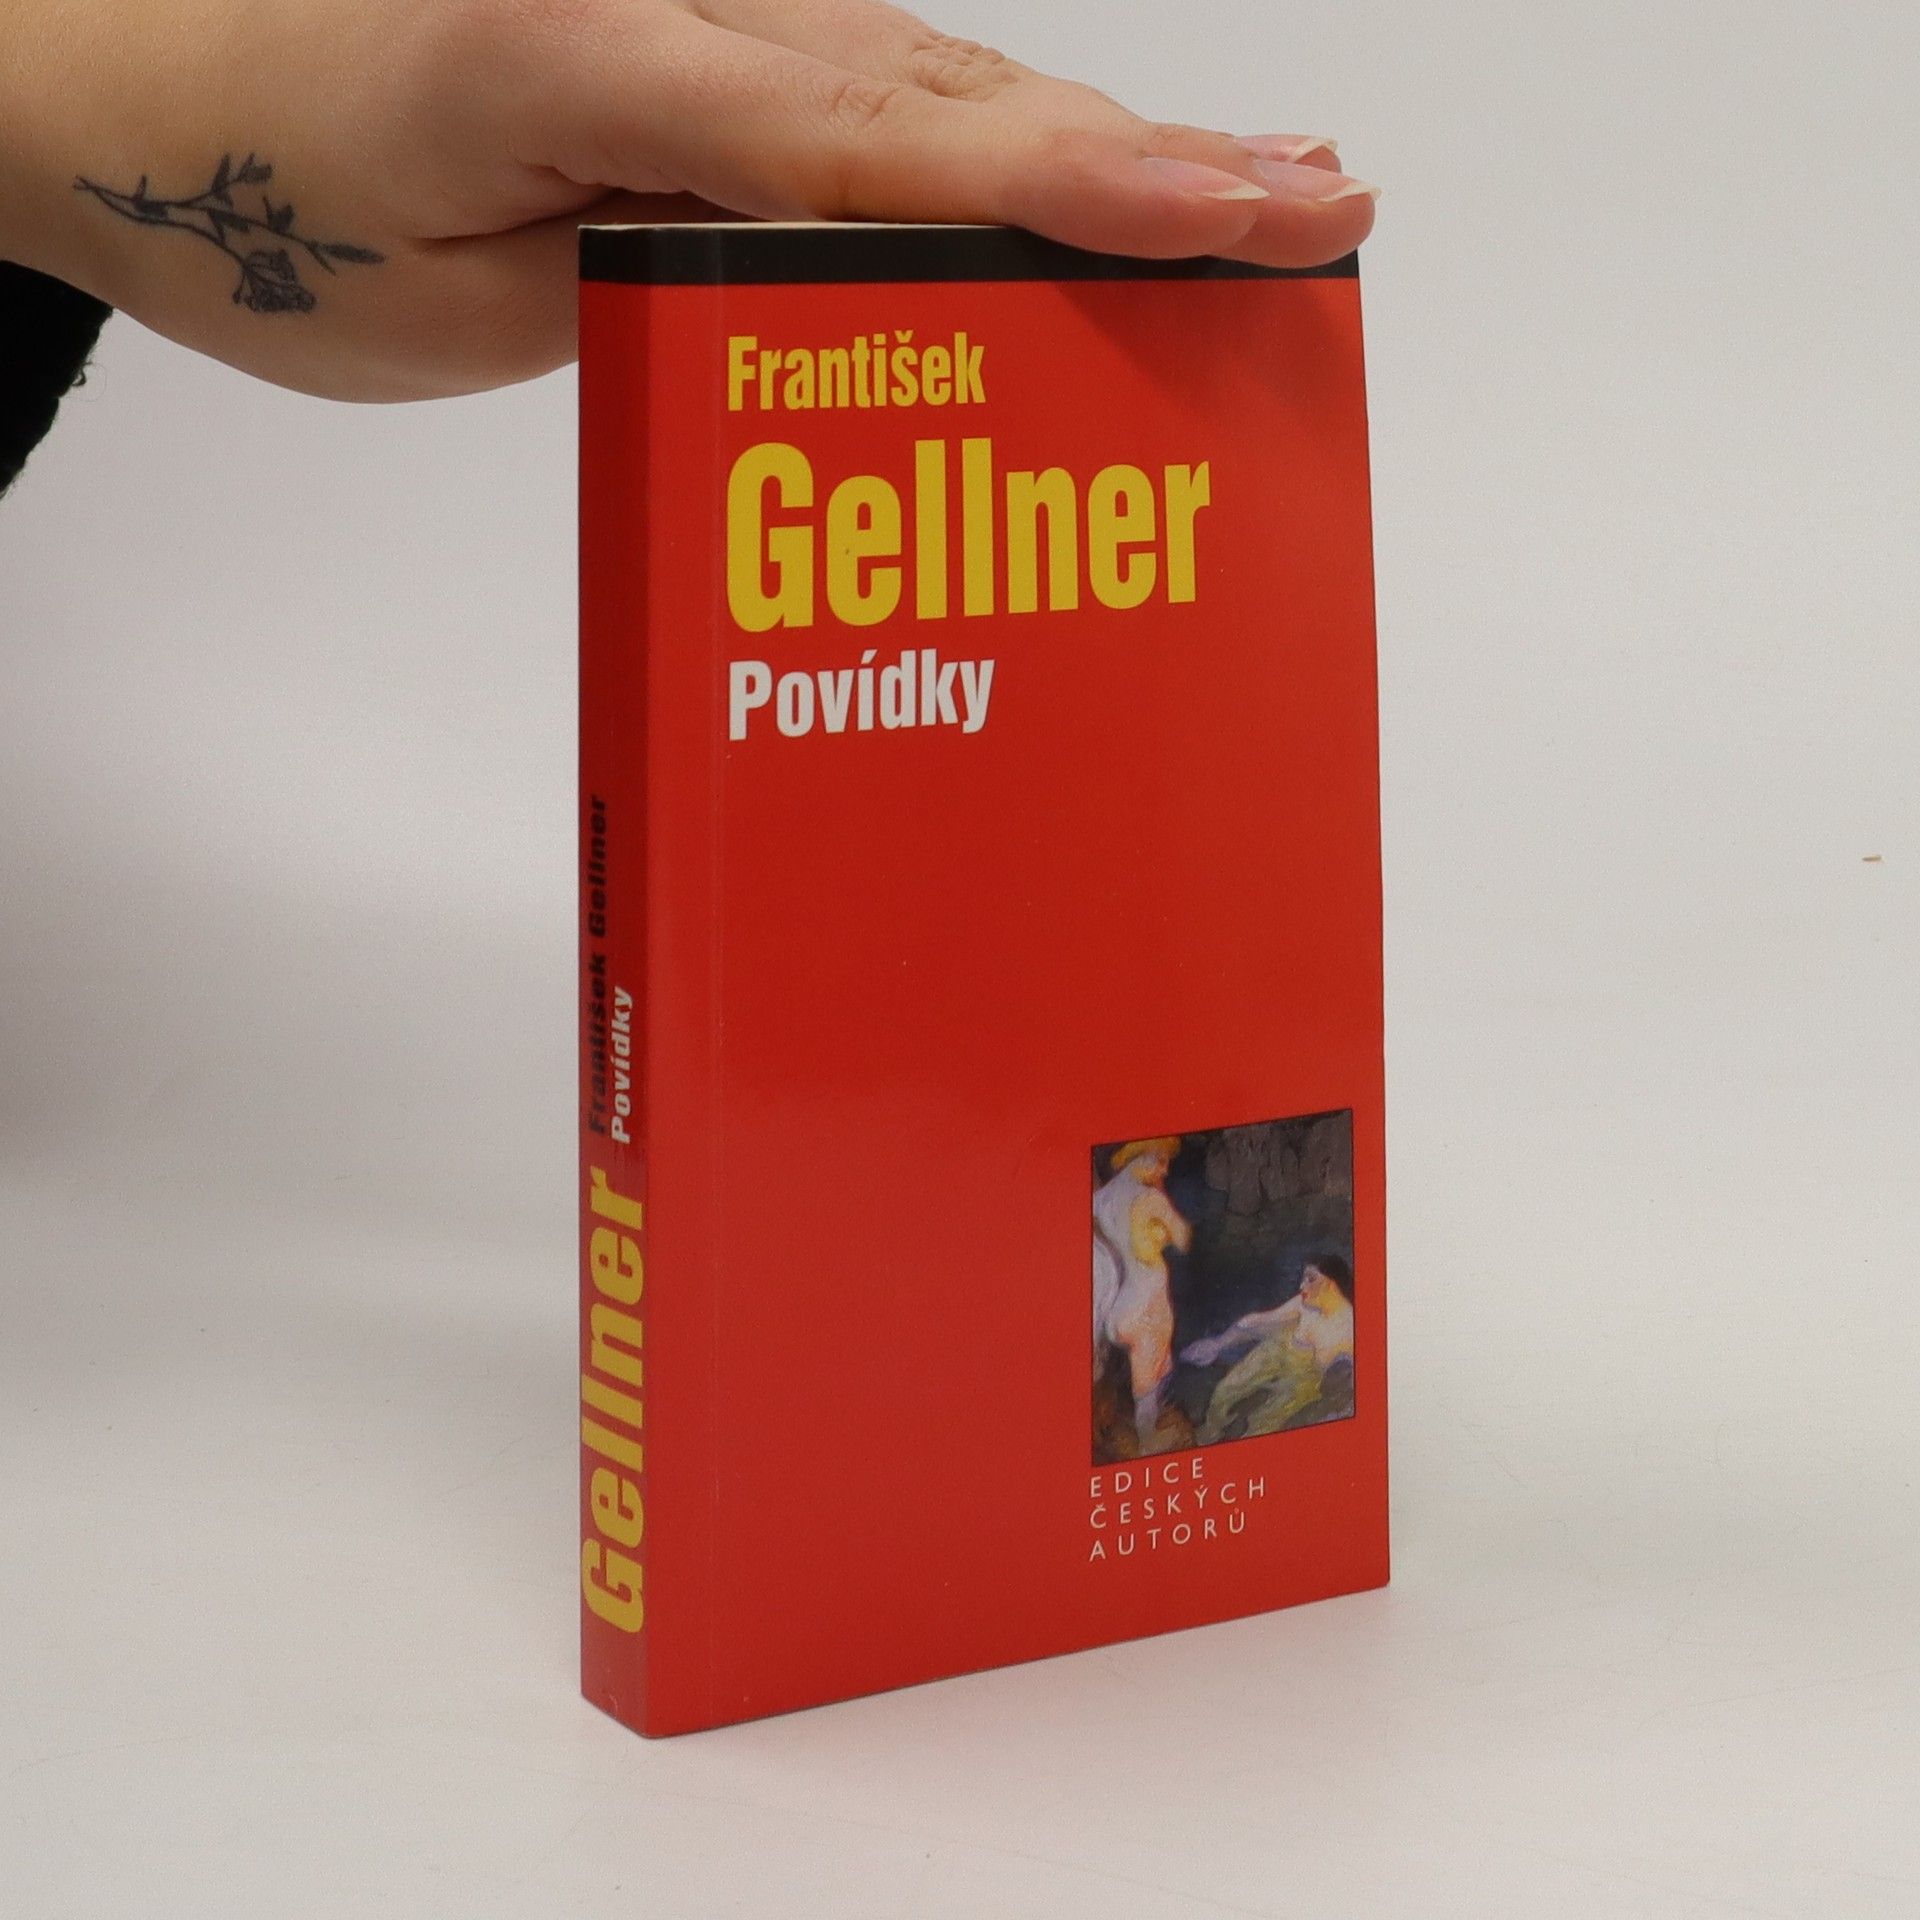 František
Gellner
Povídky
EDICE
ČESKÝCH
AUTORŮ
Gellner
František Gellner
Povídky